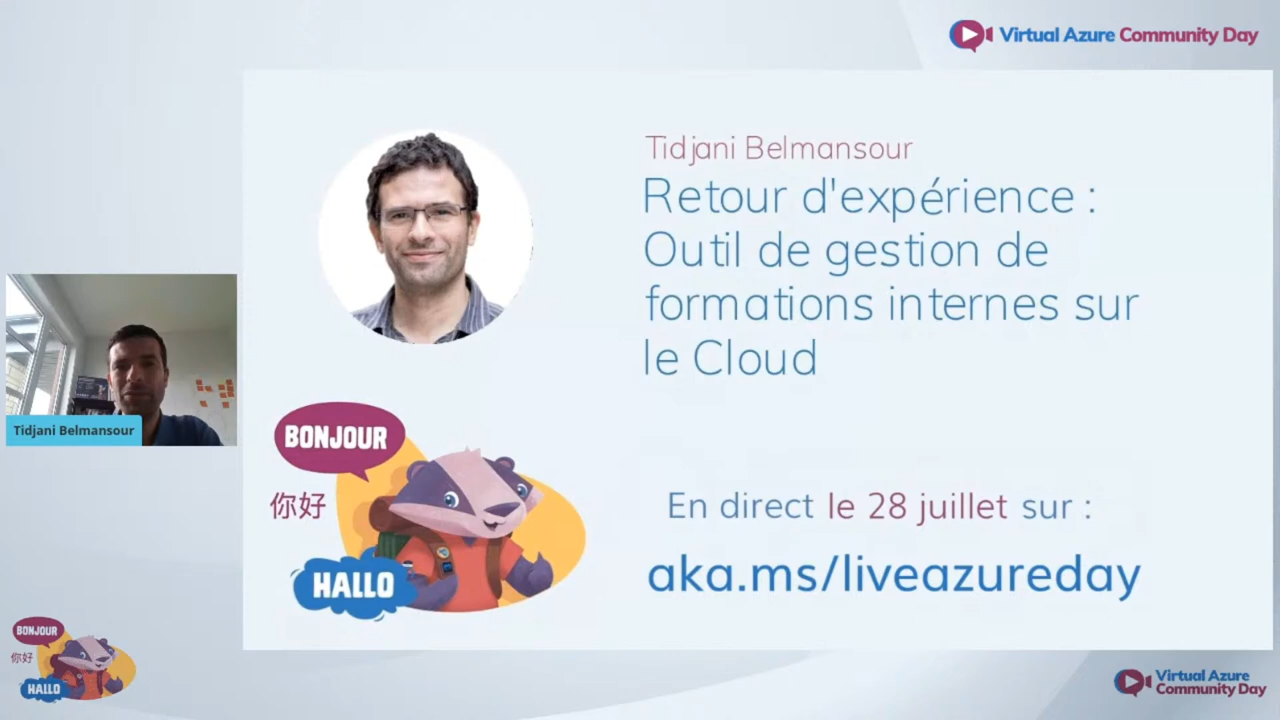 Virtual Azure Community Day
Tidjani Belmansour
Retour d'expérience :
Outil de gestion de
formations internes sur
le Cloud
Tidjani Belmansour
BONJOUR
你好
HALLO
En direct le 28 juillet sur :
aka.ms/liveazureday
BONJOUR
你好
HALLO
Virtual Azure
Community Day